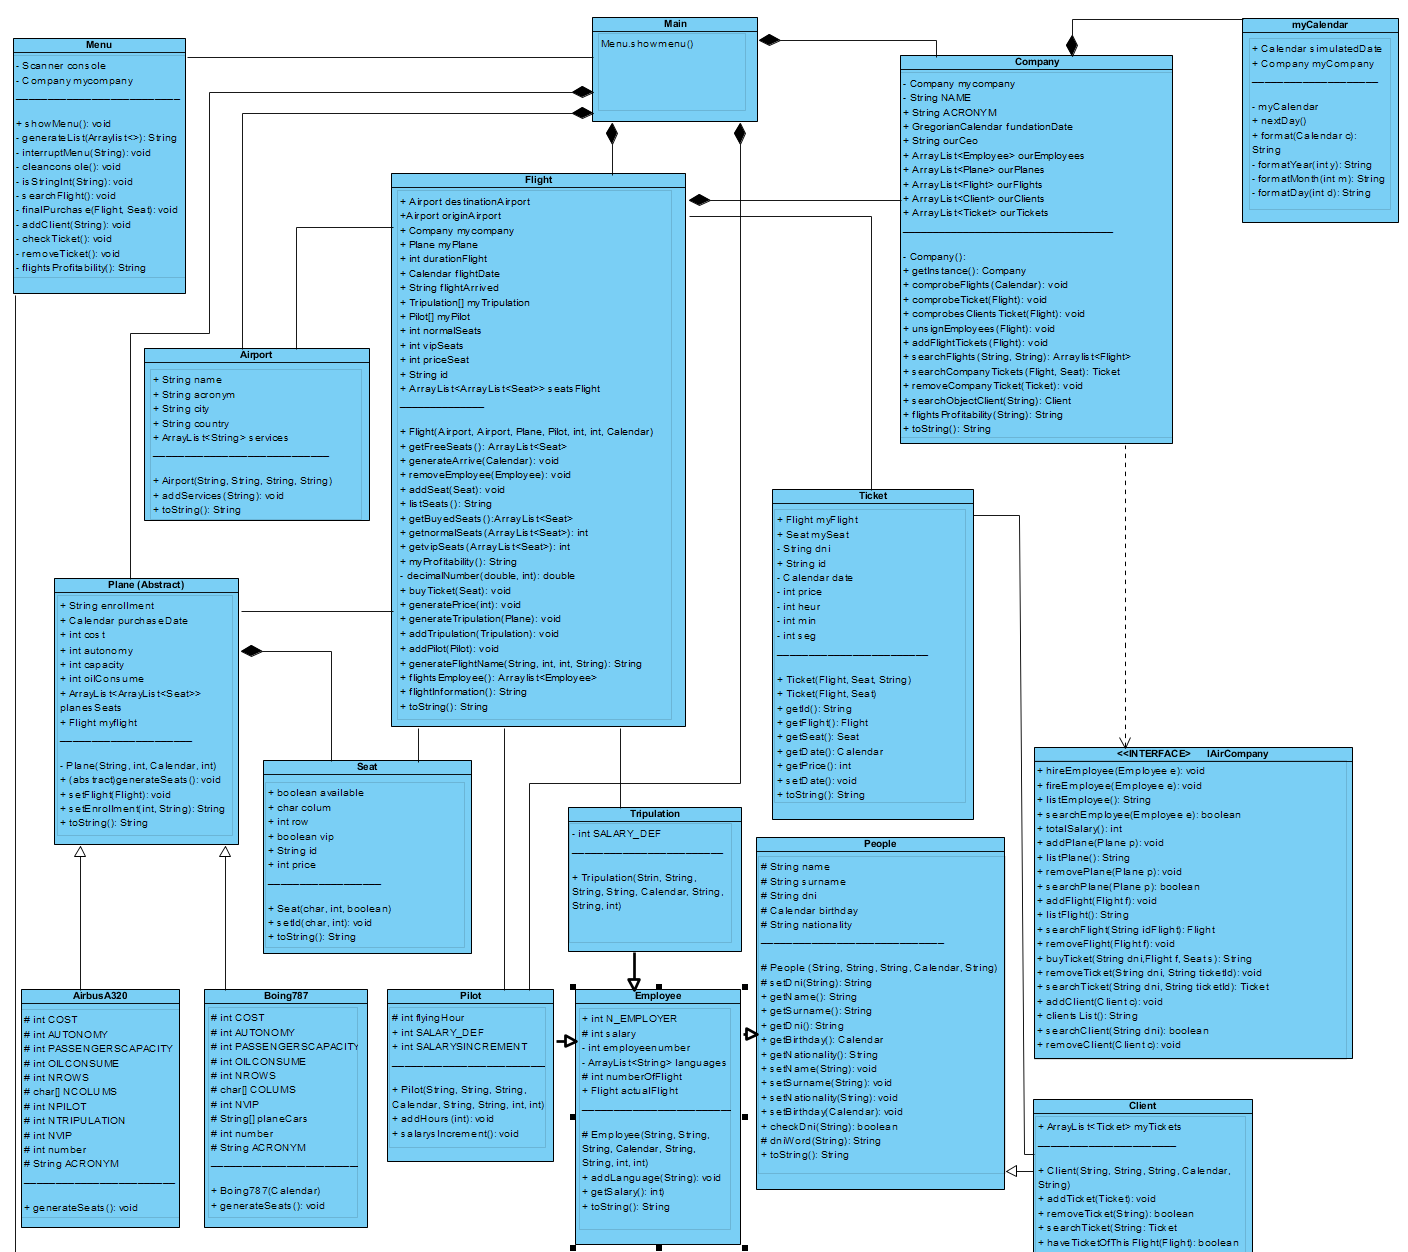 Main
Menu.showmenu()
Menu
- Scanner console
- Company mycompany
+ showMenu(): void
- generateList(Arraylist<>): String
- interruptMenu(String): void
- cleanconsole(): void
- isStringInt(String): void
- searchFlight(): void
- finalPurchase(Flight, Seat): void
- addClient(String): void
- checkTicket(): void
- removeTicket(): void
- flightsProfitability(): String
Company
- Company mycompany
- String NAME
+ String ACRONYM
+ GregorianCalendar fundationDate
+ String ourCeo
+ ArrayList<Employee> ourEmployees
+ ArrayList<Plane> ourPlanes
+ ArrayList<Flight> ourFlights
+ ArrayList<Client> ourClients
+ ArrayList<Ticket> ourTickets
- Company():
+ getInstance(): Company
+ comprobeFlights(Calendar): void
+ comprobeTicket(Flight): void
+ comprobesClientsTicket(Flight): void
+ unsignEmployees(Flight): void
+ addFlightTickets(Flight): void
+ searchFlights(String, String): Arraylist<Flight>
+ searchCompanyTickets(Flight, Seat): Ticket
+ removeCompanyTicket(Ticket): void
+ searchObjectClient(String): Client
+ flightsProfitability(String): String
+ toString(): String
myCalendar
+ Calendar simulatedDate
+ Company myCompany
- myCalendar
+ nextDay()
+ format(Calendar c):
String
- formatYear(int y): String
- formatMonth(int m): String
- formatDay(int d): String
Flight
+ Airport destinationAirport
+Airport originAirport
+ Company mycompany
+ Plane myPlane
+ int durationFlight
+ Calendar flightDate
+ String flightArrived
+ Tripulation[] myTripulation
+ Pilot[] myPilot
+ int normalSeats
+ int vipSeats
+ int priceSeat
+ String id
+ ArrayList<ArrayList<Seat>> seatsFlight
+ Flight(Airport, Airport, Plane, Pilot, int, int, Calendar)
+ getFreeSeats(): ArrayList<Seat>
+ generateArrive(Calendar): void
+ removeEmployee(Employee): void
+ addSeat(Seat): void
+ listSeats(): String
+ getBuyedSeats():ArrayList<Seat>
+ getnormalSeats(ArrayList<Seat>): int
+ getvipSeats(ArrayList<Seat>): int
+ myProfitability(): String
- decimalNumber(double, int): double
+ buyTicket(Seat): void
+ generatePrice(int): void
+ generateTripulation(Plane): void
+ addTripulation(Tripulation): void
+ addPilot(Pilot): void
+ generateFlightName(String, int, int, String): String
+ flightsEmployee(): Arraylist<Employee>
+ flightInformation(): String
+ toString(): String
Airport
+ String name
+ String acronym
+ String city
+ String country
+ ArrayList<String> services
+ Airport(String, String, String, String)
+ addServices(String): void
+ toString(): String
Plane (Abstract)
+ String enrollment
+ Calendar purchaseDate
+ int cost
+ int autonomy
+ int capacity
+ int oilConsume
+ ArrayList<ArrayList<Seat>>
planesSeats
+ Flight myflight
- Plane(String, int, Calendar, int)
+ (abstract)generateSeats(): void
+ setFlight(Flight): void
+ setEnrollment(int, String): String
+ toString(): String
Ticket
+ Flight myFlight
+ Seat mySeat
- String dni
+ String id
- Calendar date
- int price
- int heur
- int min
- int seg
+ Ticket(Flight, Seat, String)
+ Ticket(Flight, Seat)
+ getId(): String
+ getFlight(): Flight
+ getSeat(): Seat
+ getDate(): Calendar
+ getPrice(): int
+ setDate(): void
+ toString(): String
Seat
+ boolean available
+ char colum
+ int row
+ boolean vip
+ String id
+ int price
+ Seat(char, int, boolean)
+ setId(char, int): void
+ toString(): String
Tripulation
- int SALARY_DEF
+ Tripulation(Strin, String,
String, String, Calendar, String,
String, int)
<<INTERFACE> IAirCompany
+ hireEmployee(Employee e): void
+ fireEmployee(Employee e): void
+ listEmployee(): String
+ searchEmployee(Employee e): boolean
+ totalSalary(): int
+ addPlane(Plane p): void
+ listPlane(): String
+ removePlane(Plane p): void
+ searchPlane(Plane p): boolean
+ addFlight(Flight f): void
+ listFlight(): String
+ searchFlight(String idFlight): Flight
+ removeFlight(Flight f): void
+ buyTicket(String dni,Flight f, Seat s): String
+ removeTicket(String dni, String ticketId): void
+ searchTicket(String dni, String ticketId): Ticket
+ addClient(Client c): void
+ clientsList(): String
+ searchClient(String dni): boolean
+ removeClient(Client c): void
People
# String name
# String surname
# String dni
# Calendar birthday
# String nationality
# People (String, String, String, Calendar, String)
# setDni(String): String
+ getName(): String
+ getSurname(): String
+ getDni(): String
+ getBirthday(): Calendar
+ getNationality(): String
+ setName(String): void
+ setSurname(String): void
+ setNationality(String): void
+ setBirthday(Calendar): void
+ checkDni(String): boolean
# dniWord(String): String
+ toString(): String
AirbusA320
# int COST
# int AUTONOMY
# int PASSENGERSCAPACITY
# int OILCONSUME
# int NROWS
# char[] NCOLUMS
# int NPILOT
# int NTRIPULATION
# int NVIP
# int number
# String ACRONYM
+ generateSeats(): void
Boing787
# int COST
# int AUTONOMY
# int PASSENGERSCAPACITY
# int OILCONSUME
# int NROWS
# char[] COLUMS
# int NVIP
# String[] planeCars
# int number
# String ACRONYM
+ Boing787(Calendar)
+ generateSeats(): void
Pilot
# int flyingHour
+ int SALARY_DEF
+ int SALARYSINCREMENT
+ Pilot(String, String, String,
Calendar, String, String, int, int)
+ addHours(int): void
+ salarysIncrement(): void
Employee
+ int N_EMPLOYER
# int salary
- int employeenumber
- ArrayList<String> languages
# int numberOfFlight
+ Flight actualFlight
# Employee(String, String,
String, Calendar, String,
String, int, int)
+ addLanguage(String): void
+ getSalary(): int)
+ toString(): String
Client
+ ArrayList<Ticket> myTickets
+ Client(String, String, String, Calendar,
String)
+ addTicket(Ticket): void
+ removeTicket(String): boolean
+ searchTicket(String: Ticket
+ haveTicketOfThisFlight(Flight): boolean